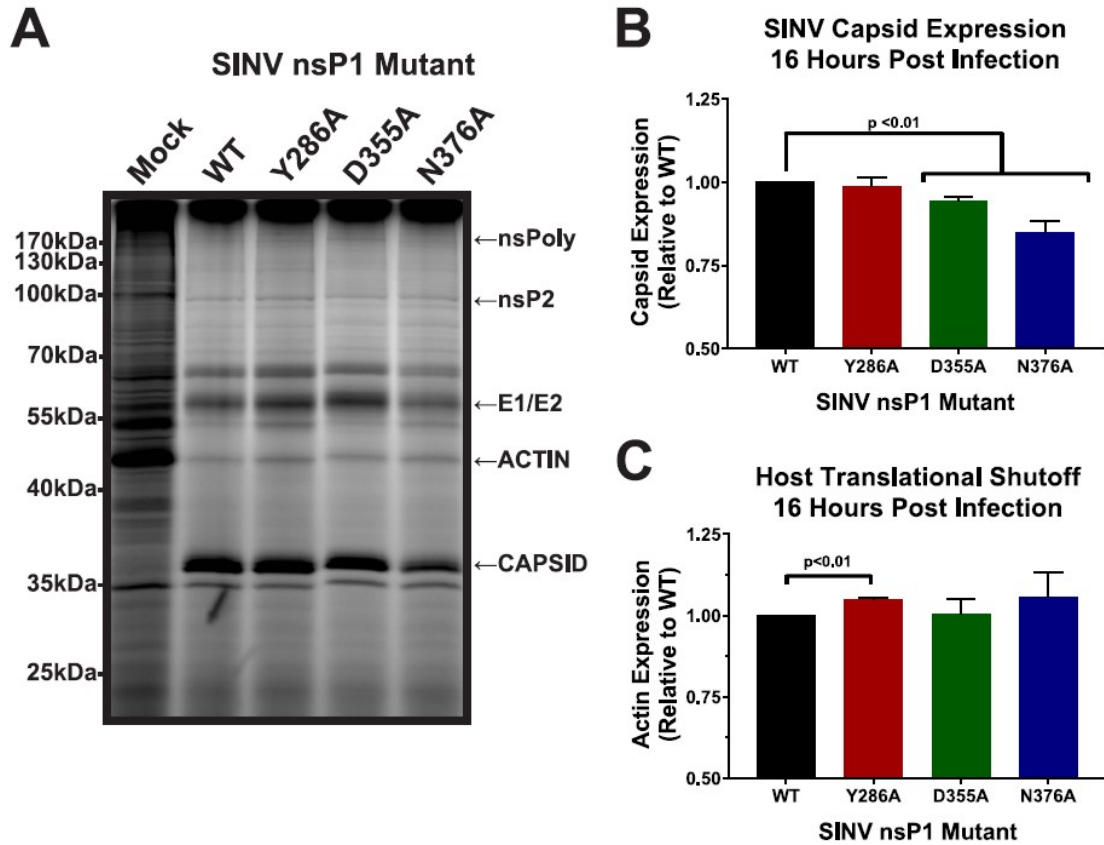 A
SINV nsP1 Mutant
Mock
WT
Y286A
D355A
N376A
170kDa
130kDa
100kDa
70kDa
55kDa
40kDa
35kDa
25kDa
←nsPoly
←nsP2
←E1/E2
←ACTIN
←CAPSID
B
SINV Capsid Expression
16 Hours Post Infection
Capsid Expression
(Relative to WT)
1.25
1.00
0.75
0.50
p <0.01
WT
Y286A
D355A
N376A
SINV nsP1 Mutant
C
Host Translational Shutoff
16 Hours Post Infection
Actin Expression
(Relative to WT)
1.25
1.00
0.75
0.50
p<0.01
WT
Y286A
D355A
N376A
SINV nsP1 Mutant